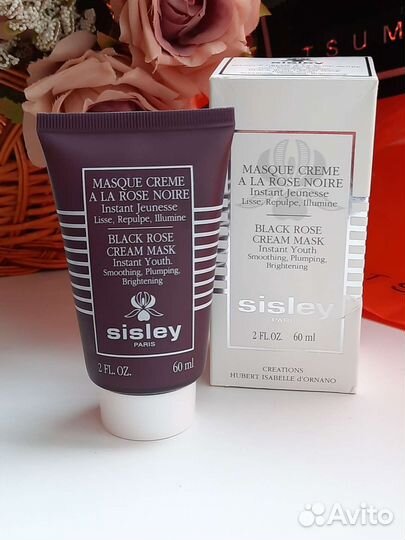 TSUM
MASQUE CREME
A LA ROSE NOIRE
Instant Jeunesse
Lisse, Repulpe, Illumine
BLACK ROSE
CREAM MASK
Instant Youth
Smoothing, Plumping,
Brightening
sisley
PARIS
2 FL. OZ. 60 ml
MASQUE CREME
A LA ROSE NOIRE
Instant Jeunesse
Lisse, Repulpe, Illumine
BLACK ROSE
CREAM MASK
Instant Youth
Smoothing, Plumping,
Brightening
sisley
PARIS
2 FL.OZ. 60 ml
CREATIONS
HUBERT ISABELLE d'ORNANO
Avito